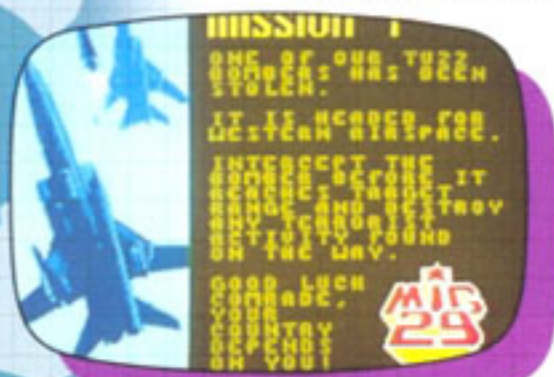 MISSION 1
ONE OF OUR TU22
BOMBERS HAS BEEN
STOLEN.
IT IS HEADED FOR
WESTERN AIRSPACE.
INTERCEPT THE
BOMBER BEFORE IT
REACHES TARGET
RANGE AND DESTROY
ANY TERRORIST
ACTIVITY FOUND
ON THE WAY.
GOOD LUCK
COMRADE,
YOUR
COUNTRY
DEPENDS
ON YOU!
MIG
29